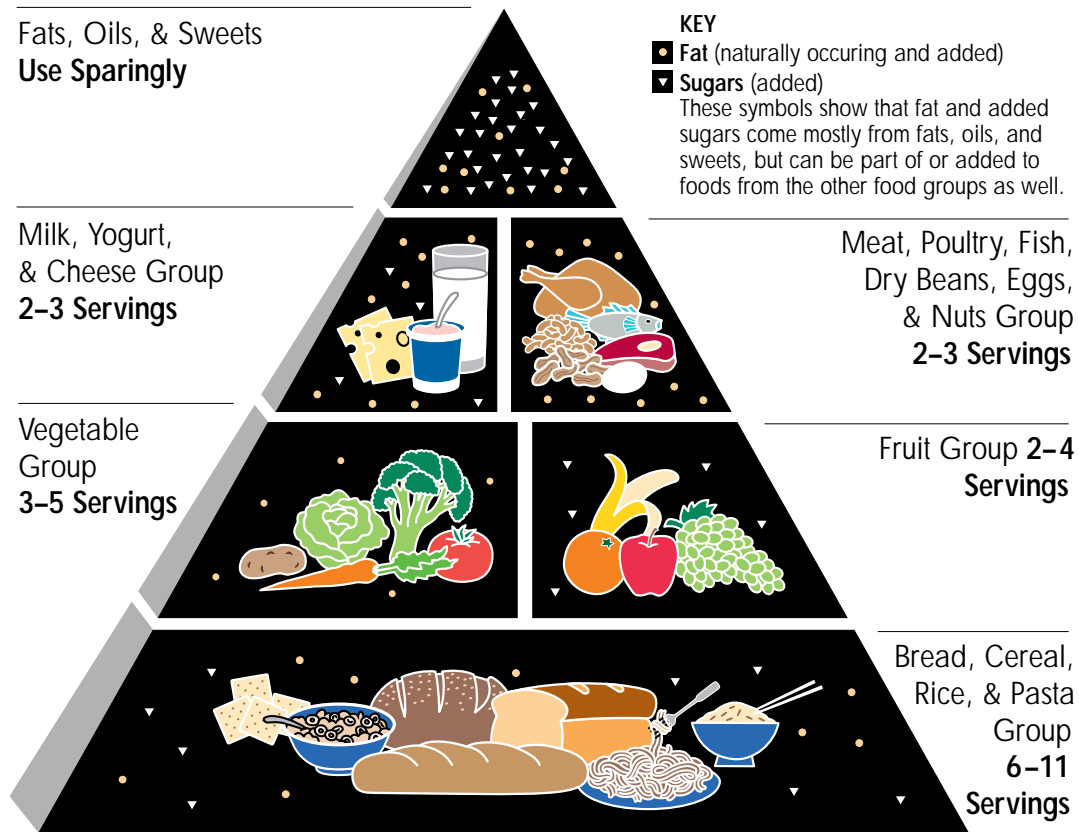 Fats, Oils, & Sweets
Use Sparingly
KEY
Fat (naturally occuring and added)
Sugars (added)
These symbols show that fat and added
sugars come mostly from fats, oils, and
sweets, but can be part of or added to
foods from the other food groups as well.
Milk, Yogurt,
& Cheese Group
2–3 Servings
Meat, Poultry, Fish,
Dry Beans, Eggs,
& Nuts Group
2–3 Servings
Vegetable
Group
3–5 Servings
Fruit Group 2–4
Servings
Bread, Cereal,
Rice, & Pasta
Group
6–11
Servings